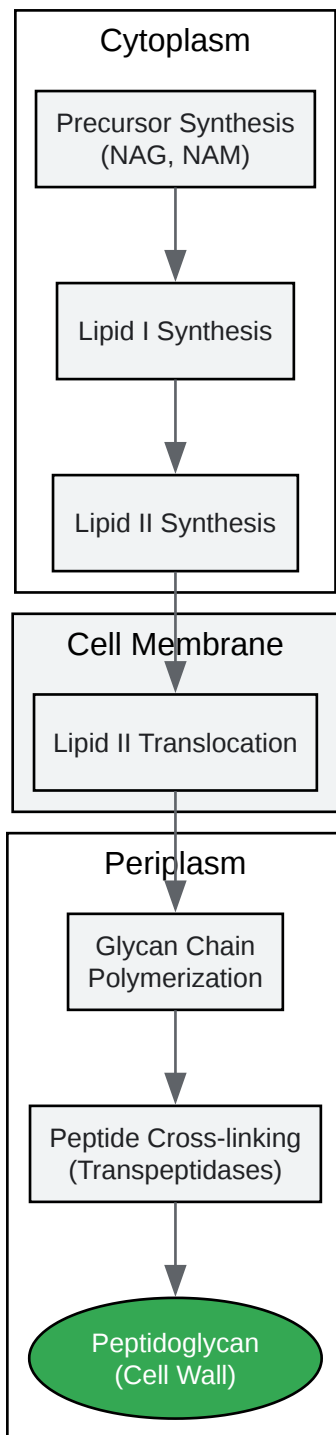 Cytoplasm
Precursor Synthesis
(NAG, NAM)
Lipid I Synthesis
Lipid II Synthesis
Cell Membrane
Lipid II Translocation
Periplasm
Glycan Chain
Polymerization
Peptide Cross-linking
(Transpeptidases)
Peptidoglycan
(Cell Wall)